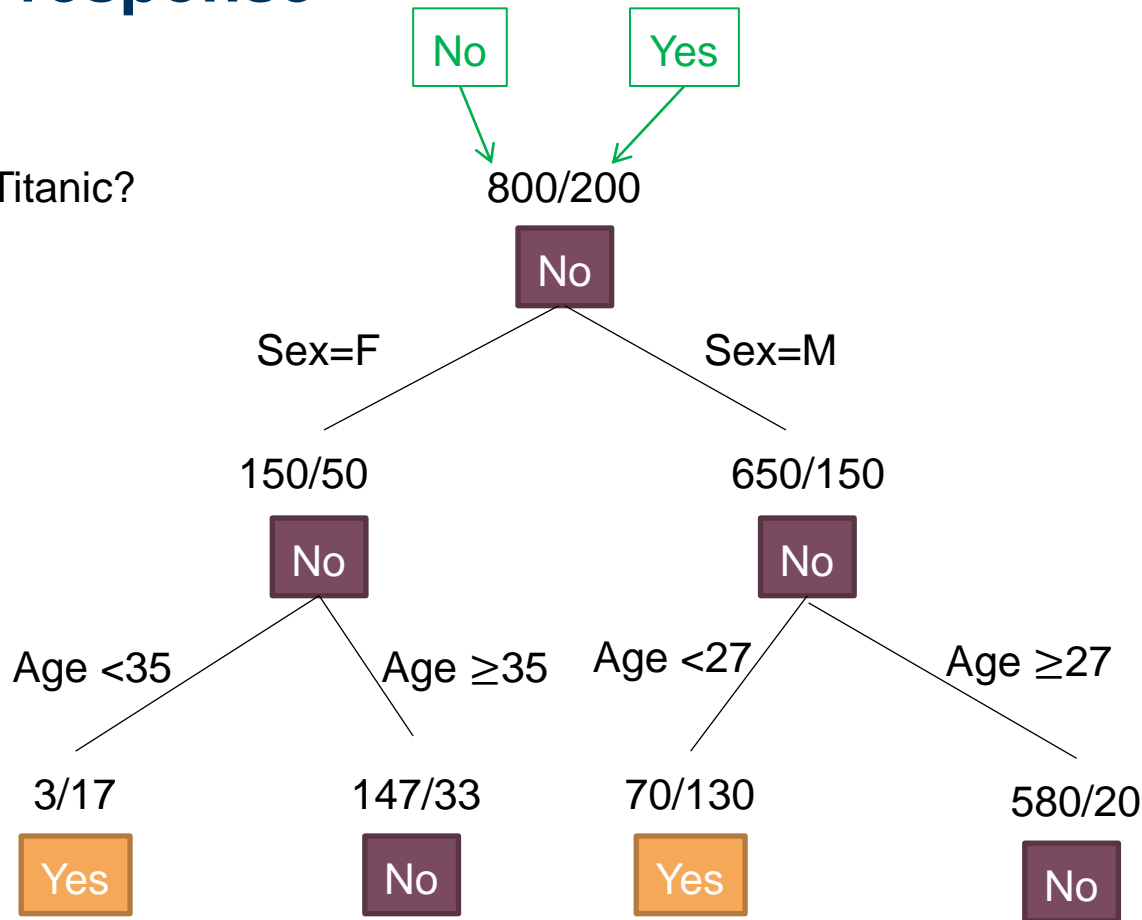 response
No Yes
Titanic?
800/200
No
Sex=F Sex=M
150/50 650/150
No No
Age <35 Age ≥35 Age <27 Age ≥27
3/17 147/33 70/130 580/20
Yes No Yes No